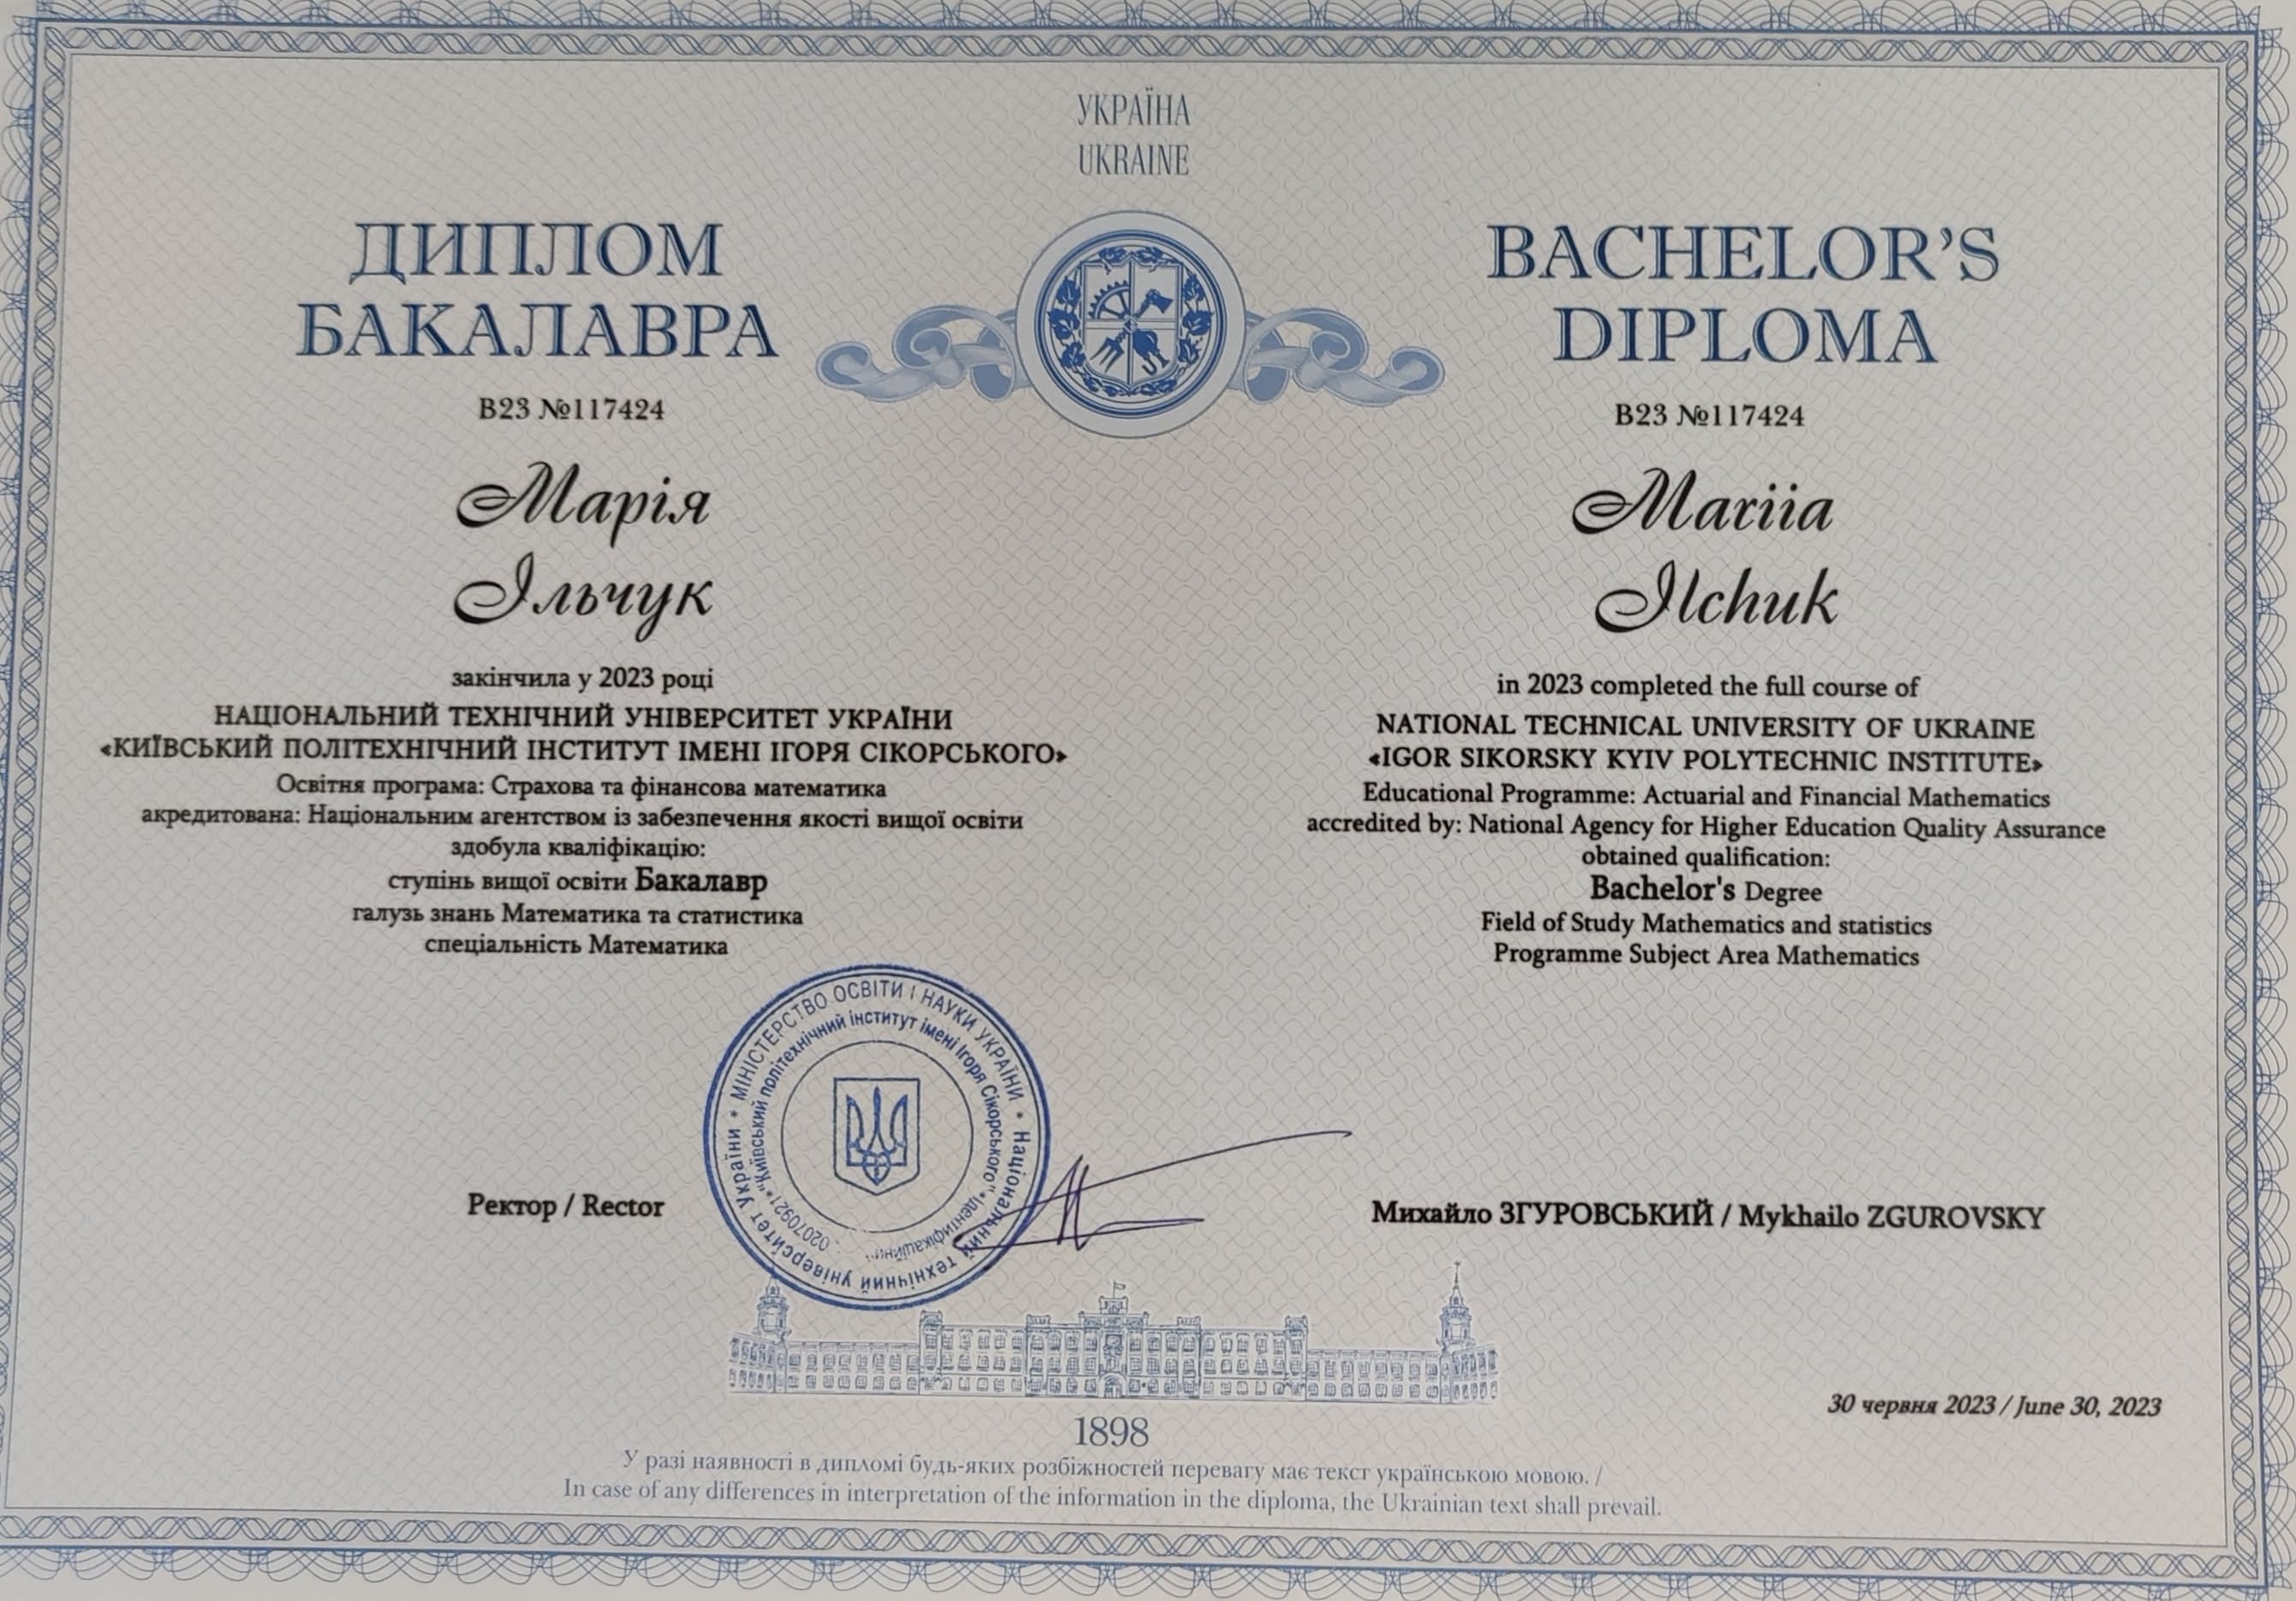 УКРАЇНА
UKRAINE
ДИПЛОМ
БАКАЛАВРА
B23 №117424
Марія
Ільчук
закінчила у 2023 році
НАЦІОНАЛЬНИЙ ТЕХНІЧНИЙ УНІВЕРСИТЕТ УКРАЇНИ
«КИЇВСЬКИЙ ПОЛІТЕХНІЧНИЙ ІНСТИТУТ ІМЕНІ ІГОРЯ СІКОРСЬКОГО»
Освітня програма: Страхова та фінансова математика
акредитована: Національним агентством із забезпечення якості вищої освіти
здобула кваліфікацію:
ступінь вищої освіти Бакалавр
галузь знань Математика та статистика
спеціальність Математика
BACHELOR'S
DIPLOMA
B23 №117424
Mariia
Ilchuk
in 2023 completed the full course of
NATIONAL TECHNICAL UNIVERSITY OF UKRAINE
«IGOR SIKORSKY KYIV POLYTECHNIC INSTITUTE»
Educational Programme: Actuarial and Financial Mathematics
accredited by: National Agency for Higher Education Quality Assurance
obtained qualification:
Bachelor's Degree
Field of Study Mathematics and statistics
Programme Subject Area Mathematics
МІНІСТЕРСТВО ОСВІТИ І НАУКИ УКРАЇНИ * Національний технічний університет України *
"Київський політехнічний інститут імені Ігоря Сікорського" * Ідентифікаційний 02070921 *
Ректор / Rector
Михайло ЗГУРОВСЬКИЙ / Mykhailo ZGUROVSKY
30 червня 2023 / June 30, 2023
1898
У разі наявності в дипломі будь-яких розбіжностей перевагу має текст українською мовою. /
In case of any differences in interpretation of the information in the diploma, the Ukrainian text shall prevail.